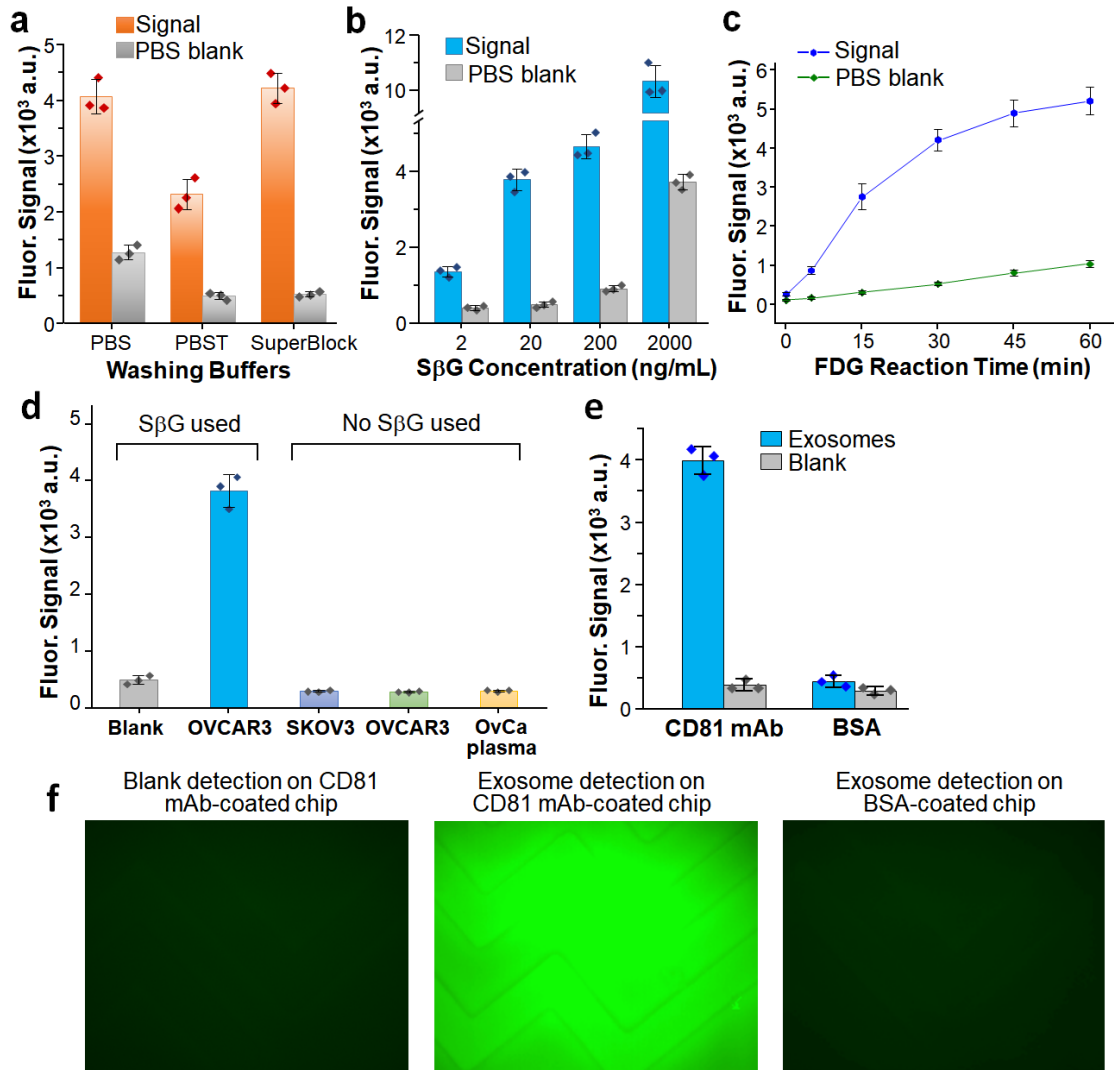 a
Signal
PBS blank
Fluor. Signal (x10³ a.u.)
5
4
3
2
1
0
PBS PBST SuperBlock
Washing Buffers
b
Signal
PBS blank
Fluor. Signal (x10³ a.u.)
12
10
4
2
0
2 20 200 2000
SβG Concentration (ng/mL)
c
Signal
PBS blank
Fluor. Signal (x10³ a.u.)
6
5
4
3
2
1
0
0 15 30 45 60
FDG Reaction Time (min)
d
SβG used
No SβG used
Fluor. Signal (x10³ a.u.)
5
4
3
2
1
0
Blank OVCAR3 SKOV3 OVCAR3 OvCa
plasma
e
Exosomes
Blank
Fluor. Signal (x10³ a.u.)
4
3
2
1
0
CD81 mAb BSA
f
Blank detection on CD81
mAb-coated chip
Exosome detection on
CD81 mAb-coated chip
Exosome detection on
BSA-coated chip